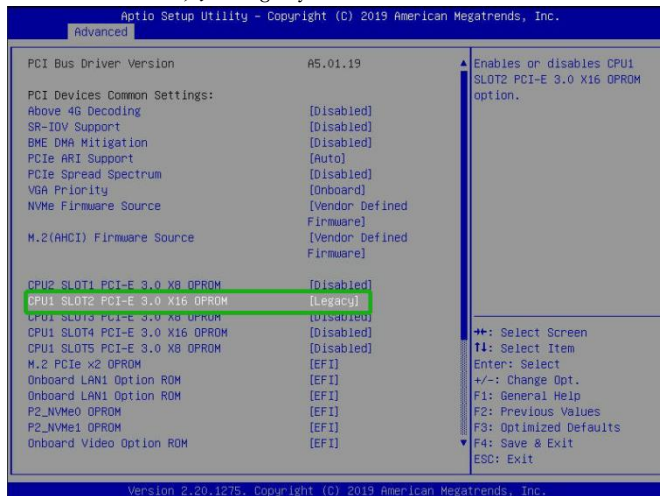 Aptio Setup Utility - Copyright (C) 2019 American Megatrends, Inc.
Advanced
PCI Bus Driver Version A5.01.19
PCI Devices Common Settings:
Above 4G Decoding [Disabled]
SR-IOV Support [Disabled]
BME DMA Mitigation [Disabled]
PCIe ARI Support [Auto]
PCIe Spread Spectrum [Disabled]
VGA Priority [Onboard]
NVMe Firmware Source [Vendor Defined
Firmware]
M.2(AHCI) Firmware Source [Vendor Defined
Firmware]
CPU2 SLOT1 PCI-E 3.0 X8 OPROM [Disabled]
CPU1 SLOT2 PCI-E 3.0 X16 OPROM [Legacy]
CPU1 SLOT3 PCI-E 3.0 X8 OPROM [Disabled]
CPU1 SLOT4 PCI-E 3.0 X16 OPROM [Disabled]
CPU1 SLOT5 PCI-E 3.0 X8 OPROM [Disabled]
M.2 PCIe x2 OPROM [EFI]
Onboard LAN1 Option ROM [EFI]
Onboard LAN1 Option ROM [EFI]
P2_NVMe0 OPROM [EFI]
P2_NVMe1 OPROM [EFI]
Onboard Video Option ROM [EFI]
Enables or disables CPU1
SLOT2 PCI-E 3.0 X16 OPROM
option.
→←: Select Screen
↑↓: Select Item
Enter: Select
+/-: Change Opt.
F1: General Help
F2: Previous Values
F3: Optimized Defaults
F4: Save & Exit
ESC: Exit
Version 2.20.1275. Copyright (C) 2019 American Megatrends, Inc.